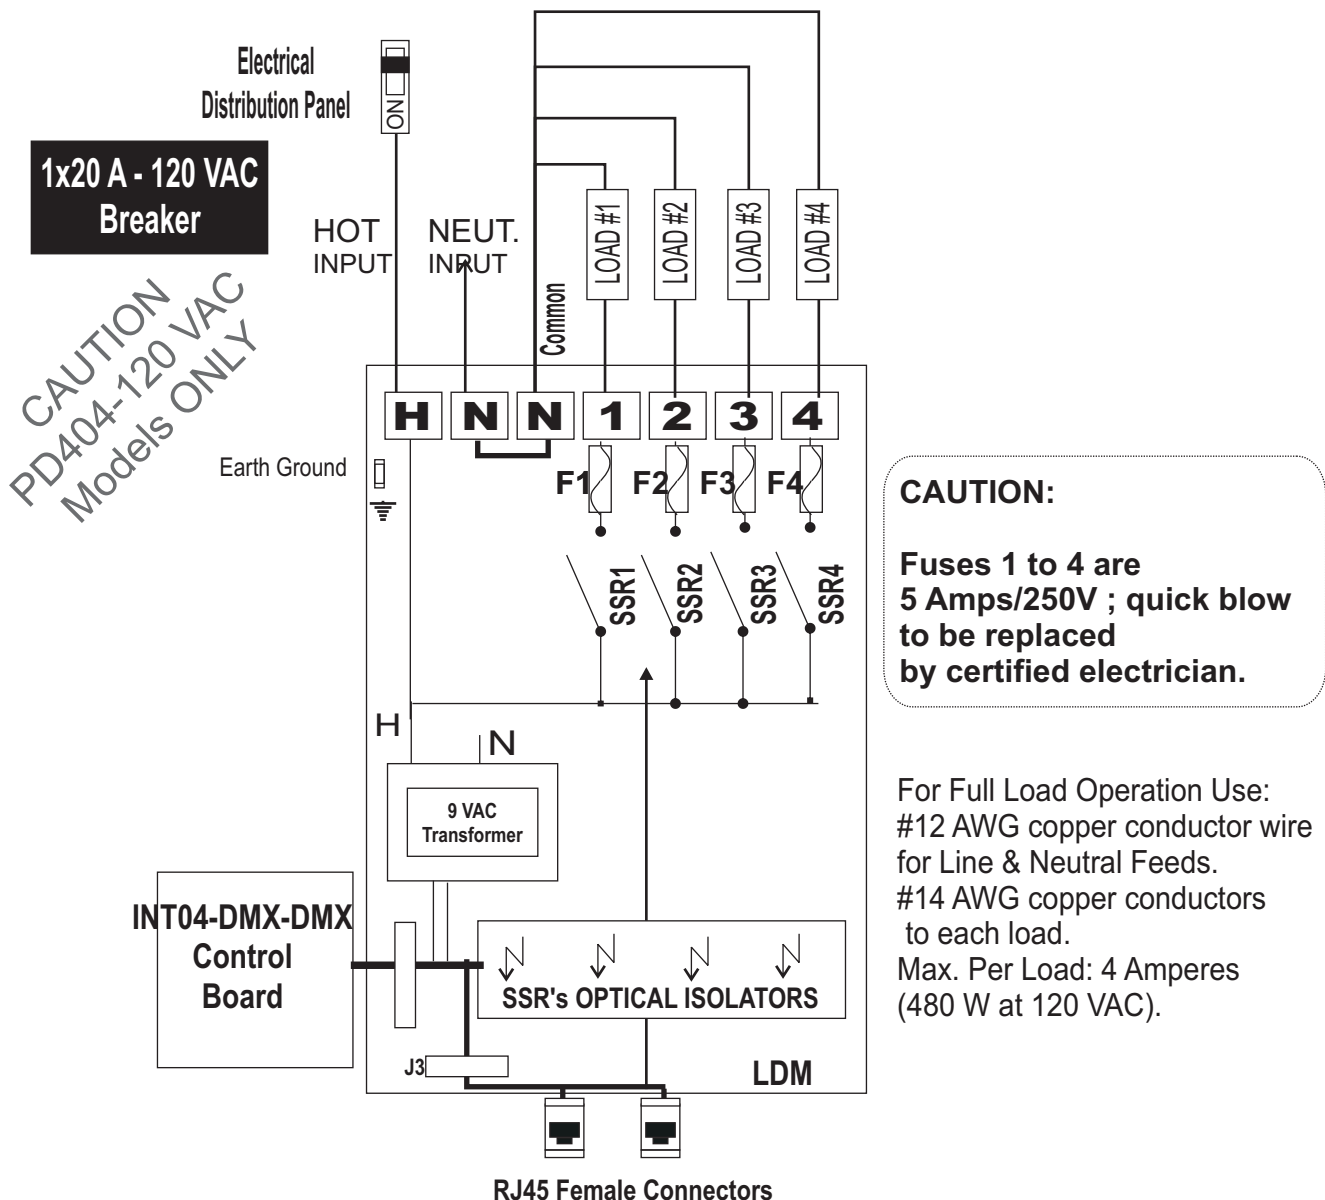 Electrical
Distribution Panel
ON
1x20 A - 120 VAC
Breaker
HOT
INPUT
NEUT.
INPUT
Common
LOAD #1
LOAD #2
LOAD #3
LOAD #4
CAUTION
PD404-120 VAC
Models ONLY
H N N 1 2 3 4
Earth Ground
F1 F2 F3 F4
SSR1
SSR2
SSR3
SSR4
CAUTION:
Fuses 1 to 4 are
5 Amps/250V ; quick blow
to be replaced
by certified electrician.
H
N
9 VAC
Transformer
For Full Load Operation Use:
#12 AWG copper conductor wire
for Line & Neutral Feeds.
#14 AWG copper conductors
to each load.
Max. Per Load: 4 Amperes
(480 W at 120 VAC).
INT04-DMX-DMX
Control
Board
SSR's OPTICAL ISOLATORS
J3
LDM
RJ45 Female Connectors